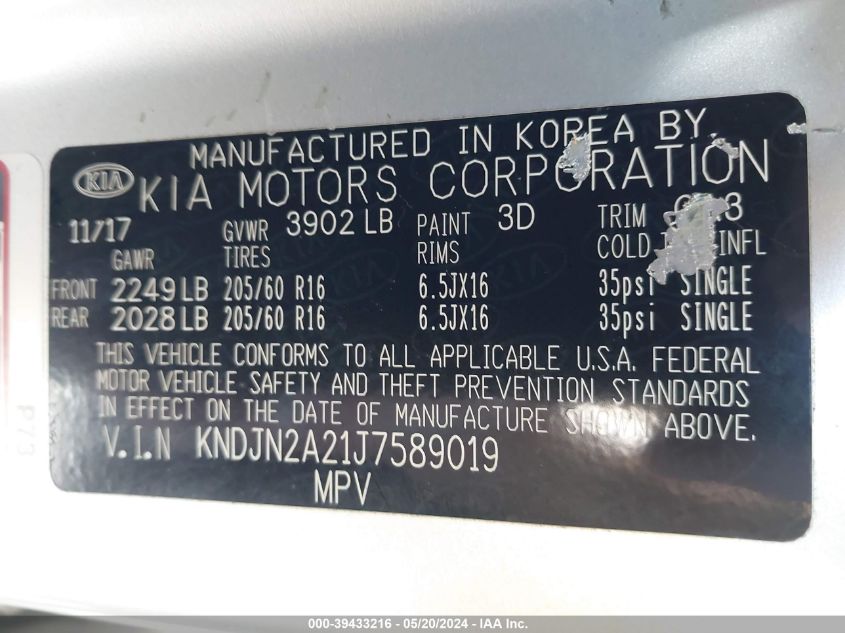 MANUFACTURED IN KOREA BY
KIA KIA MOTORS CORPORATION
11/17 GVWR 3902 LB PAINT 3D TRIM
GAWR TIRES RIMS COLD INFL
FRONT 2249 LB 205/60 R16 6.5JX16 35psi SINGLE
REAR 2028 LB 205/60 R16 6.5JX16 35psi SINGLE
THIS VEHICLE CONFORMS TO ALL APPLICABLE U.S.A. FEDERAL
MOTOR VEHICLE SAFETY AND THEFT PREVENTION STANDARDS
IN EFFECT ON THE DATE OF MANUFACTURE SHOWN ABOVE.
V.I.N KNDJN2A21J7589019
MPV
P73
000-39433216 - 05/20/2024 - IAA Inc.